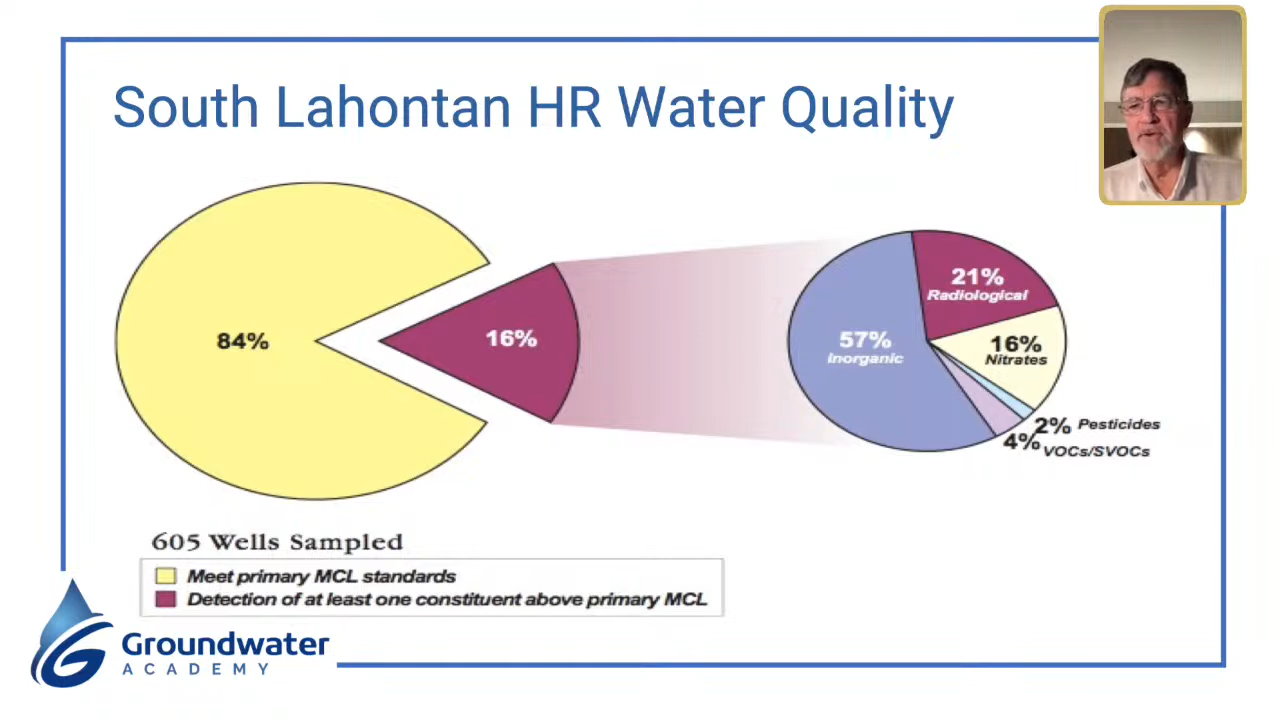 South Lahontan HR Water Quality
84%
16%
57%
Inorganic
21%
Radiological
16%
Nitrates
2% Pesticides
4% VOCs/SVOCs
605 Wells Sampled
Meet primary MCL standards
Detection of at least one constituent above primary MCL
Groundwater
ACADEMY